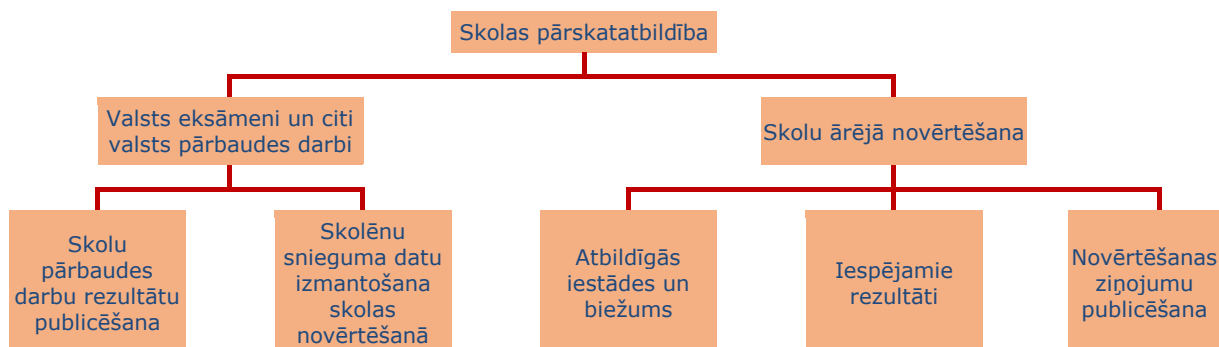 Skolas pārskatatbildība
Valsts eksāmeni un citi
valsts pārbaudes darbi
Skolu ārējā novērtēšana
Skolu
pārbaudes
darbu rezultātu
publicēšana
Skolēnu
snieguma datu
izmantošana
skolas
novērtēšanā
Atbildīgās
iestādes un
biežums
Iespējamie
rezultāti
Novērtēšanas
ziņojumu
publicēšana